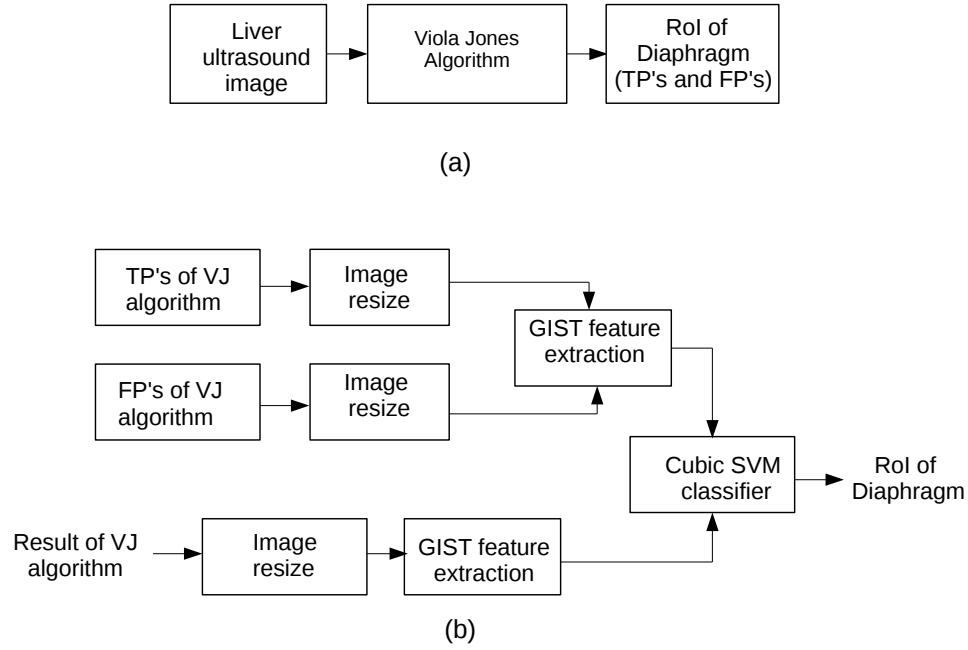 Liver
ultrasound
image
Viola Jones
Algorithm
RoI of
Diaphragm
(TP's and FP's)
(a)
TP's of VJ
algorithm
Image
resize
GIST feature
extraction
FP's of VJ
algorithm
Image
resize
Cubic SVM
classifier
RoI of
Diaphragm
Result of VJ
algorithm
Image
resize
GIST feature
extraction
(b)